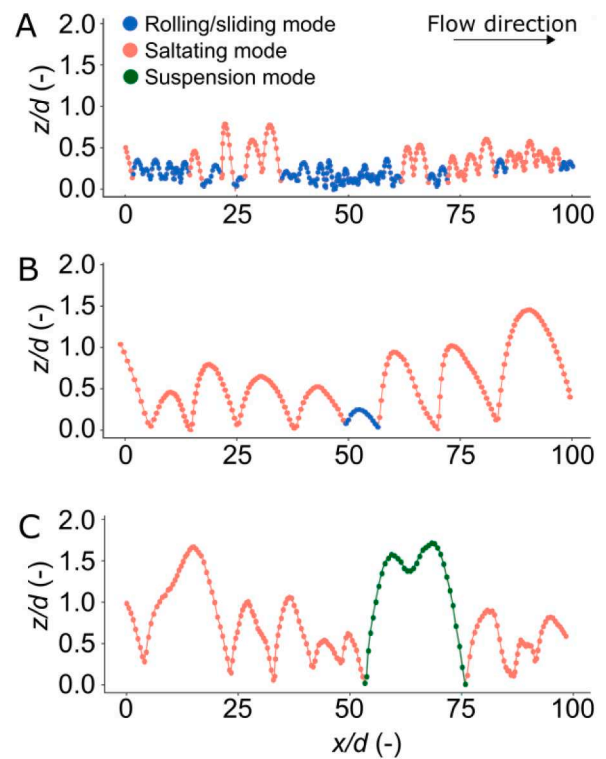 A
Rolling/sliding mode
Saltating mode
Suspension mode
Flow direction
z/d (-)
2.0
1.5
1.0
0.5
0.0
0 25 50 75 100
B
z/d (-)
2.0
1.5
1.0
0.5
0.0
0 25 50 75 100
C
z/d (-)
2.0
1.5
1.0
0.5
0.0
0 25 50 75 100
x/d (-)